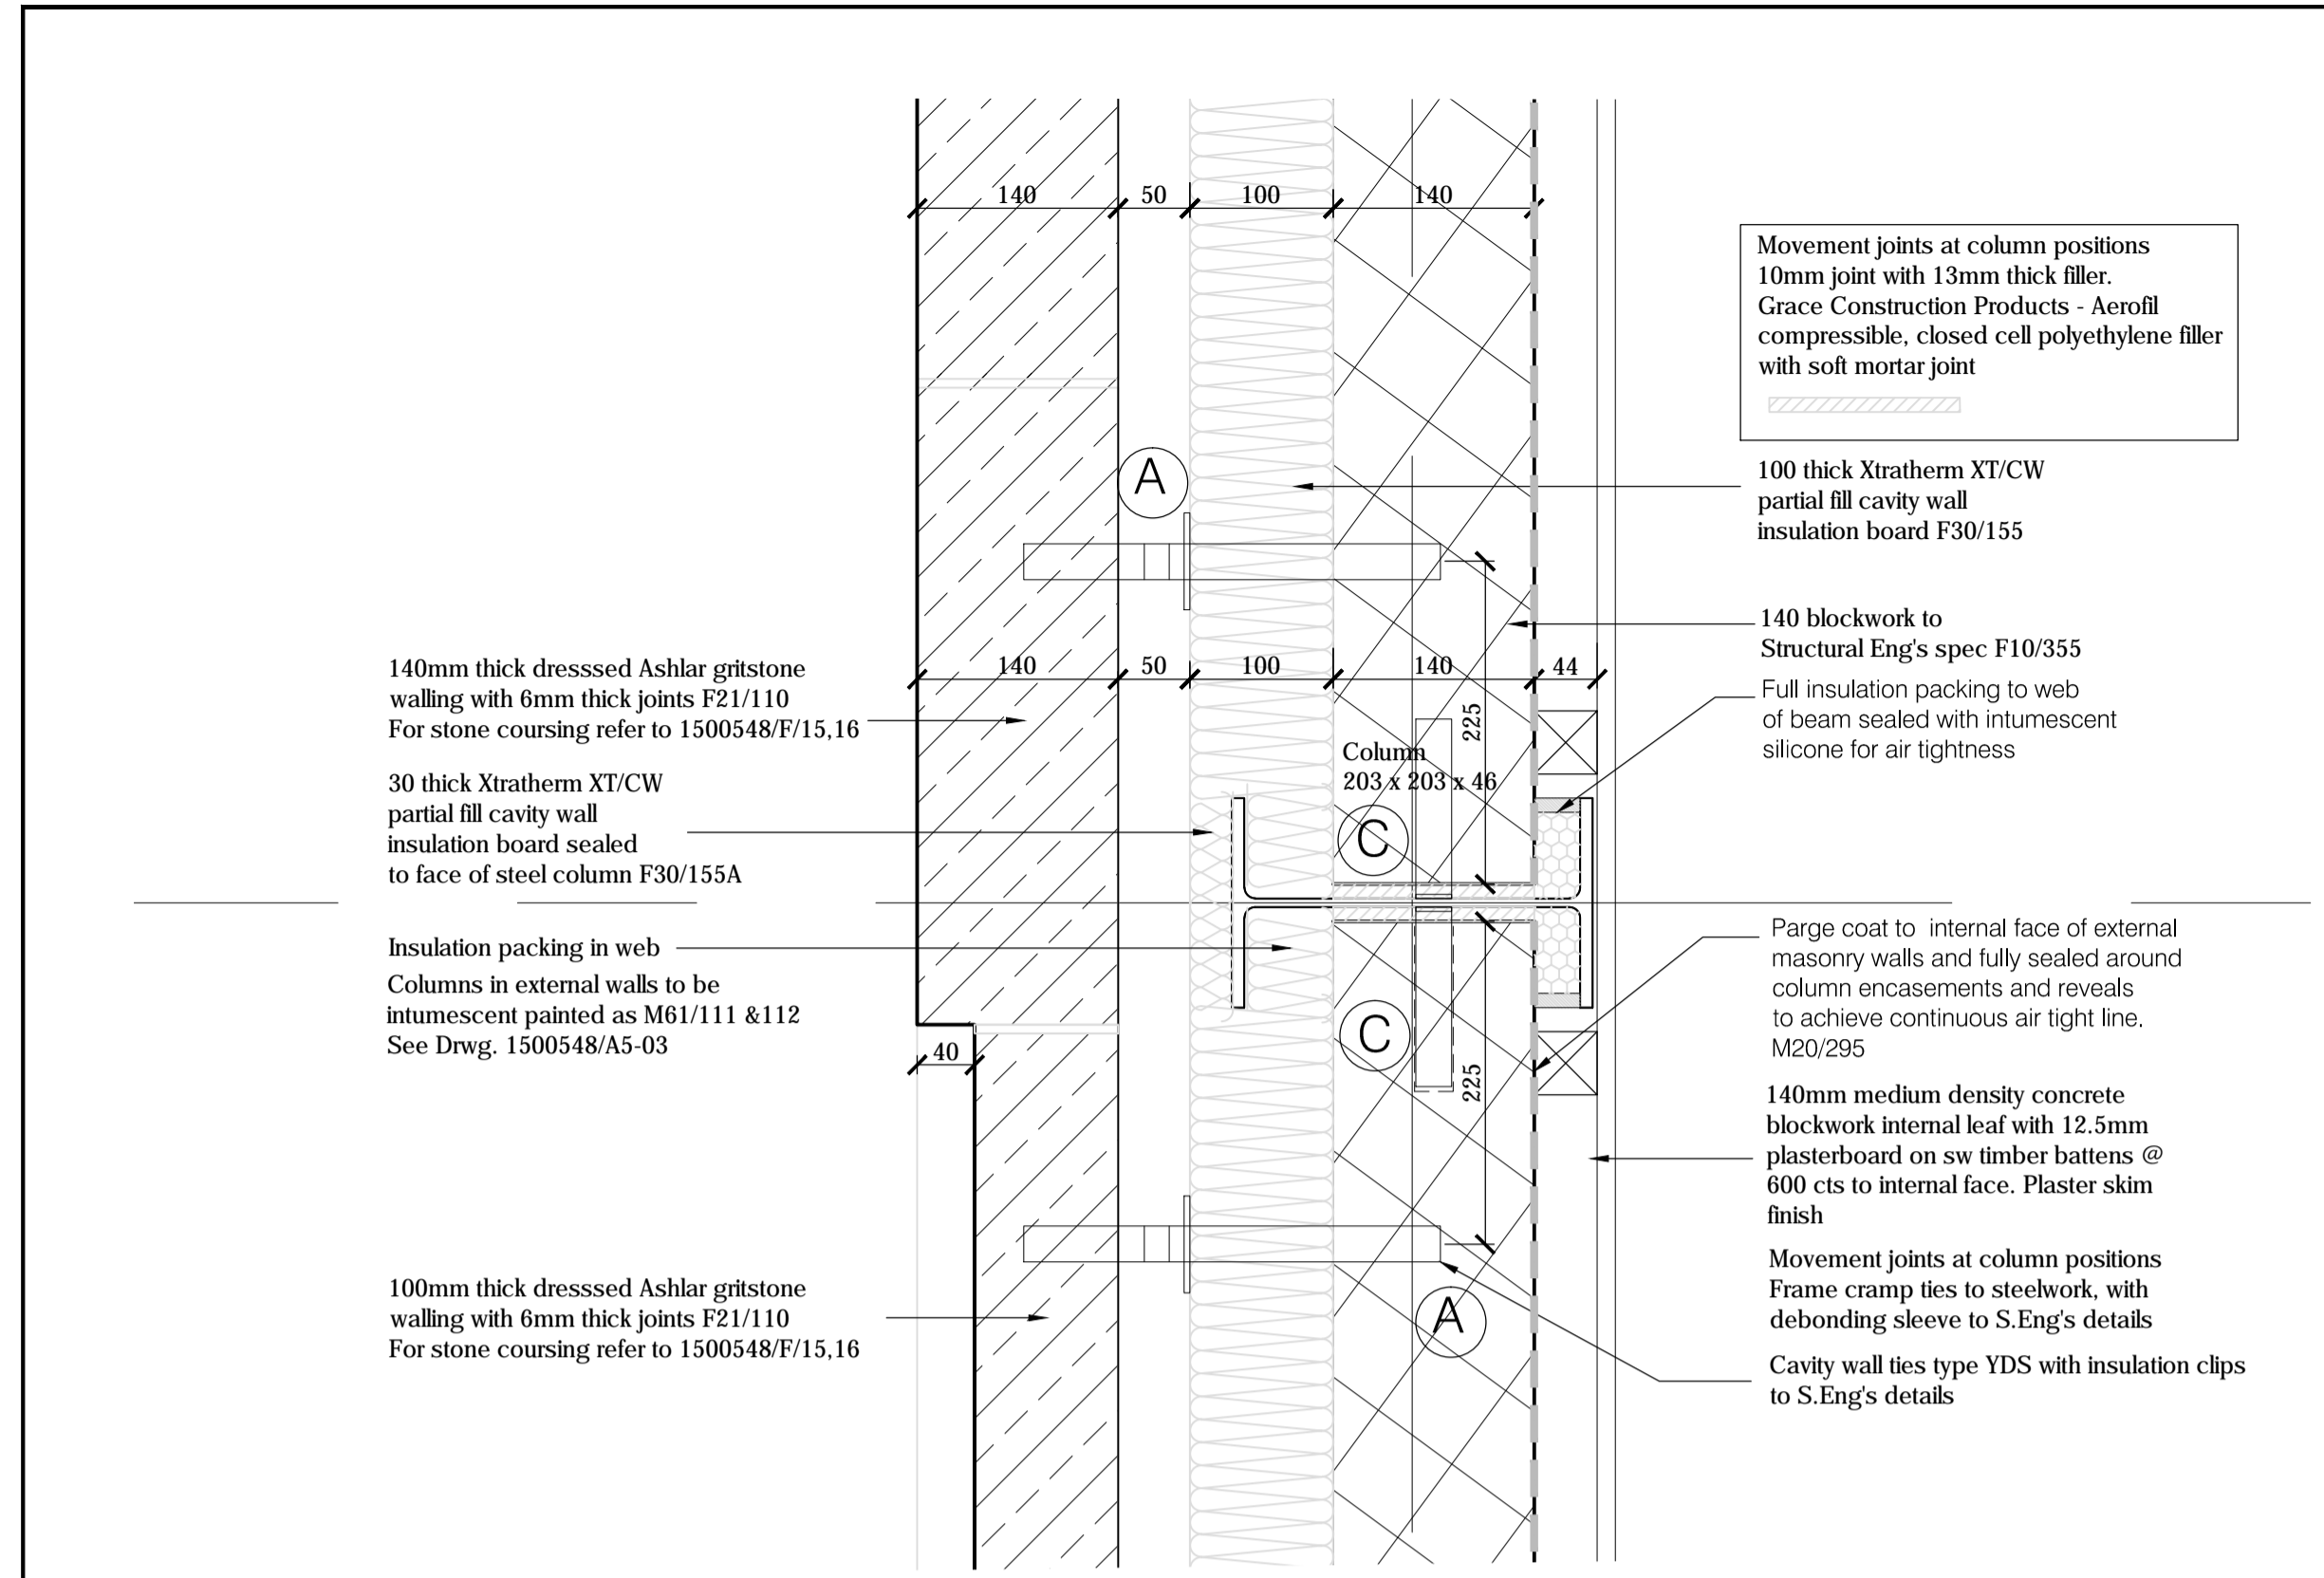 140 50 100 140
Movement joints at column positions
10mm joint with 13mm thick filler.
Grace Construction Products - Aerofil
compressible, closed cell polyethylene filler
with soft mortar joint
A
100 thick Xtratherm XT/CW
partial fill cavity wall
insulation board F30/155
140 blockwork to
Structural Eng's spec F10/355
140 50 100 140 44
140mm thick dresssed Ashlar gritstone
walling with 6mm thick joints F21/110
For stone coursing refer to 1500548/F/15,16
Full insulation packing to web
of beam sealed with intumescent
silicone for air tightness
225
Column
203 x 203 x 46
30 thick Xtratherm XT/CW
partial fill cavity wall
insulation board sealed
to face of steel column F30/155A
C
Insulation packing in web
Columns in external walls to be
intumescent painted as M61/111 &112
See Drwg. 1500548/A5-03
Parge coat to internal face of external
masonry walls and fully sealed around
column encasements and reveals
to achieve continuous air tight line.
M20/295
C
40
225
140mm medium density concrete
blockwork internal leaf with 12.5mm
plasterboard on sw timber battens @
600 cts to internal face. Plaster skim
finish
100mm thick dresssed Ashlar gritstone
walling with 6mm thick joints F21/110
For stone coursing refer to 1500548/F/15,16
Movement joints at column positions
Frame cramp ties to steelwork, with
debonding sleeve to S.Eng's details
A
Cavity wall ties type YDS with insulation clips
to S.Eng's details